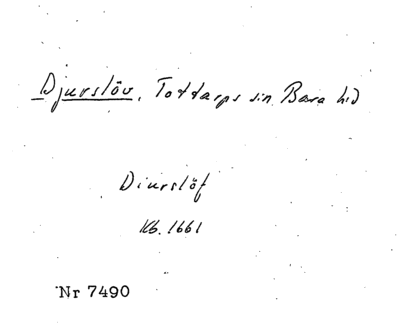 Djurslöv, Tottarps sn Bara hd
Diurslöf
Kb. 1661
Nr 7490